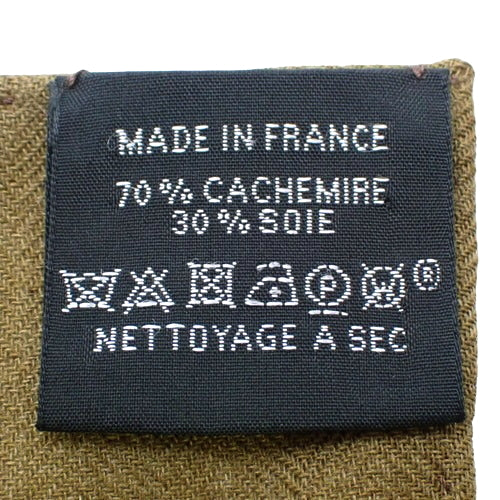 MADE IN FRANCE
70 % CACHEMIRE
30 % SOIE
P W ®
NETTOYAGE A SEC